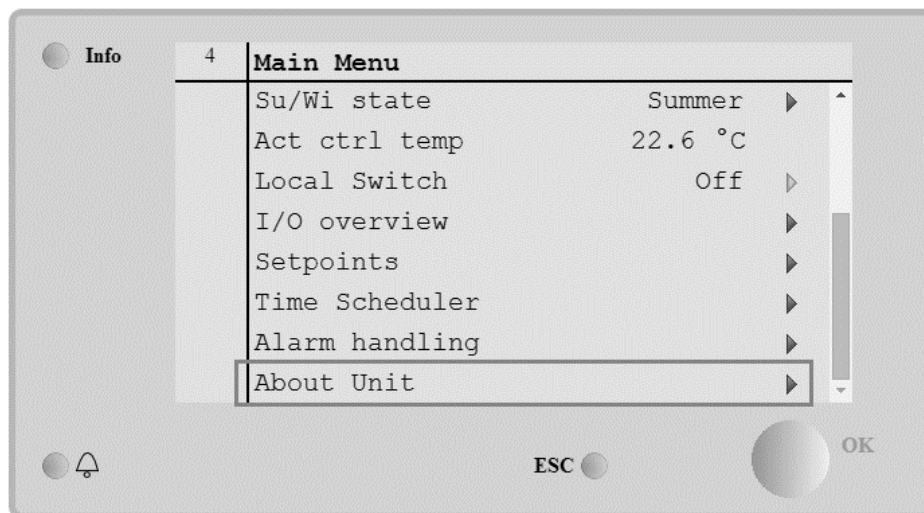 Info
4 Main Menu
Su/Wi state Summer
Act ctrl temp 22.6 °C
Local Switch Off
I/O overview
Setpoints
Time Scheduler
Alarm handling
About Unit
OK
ESC